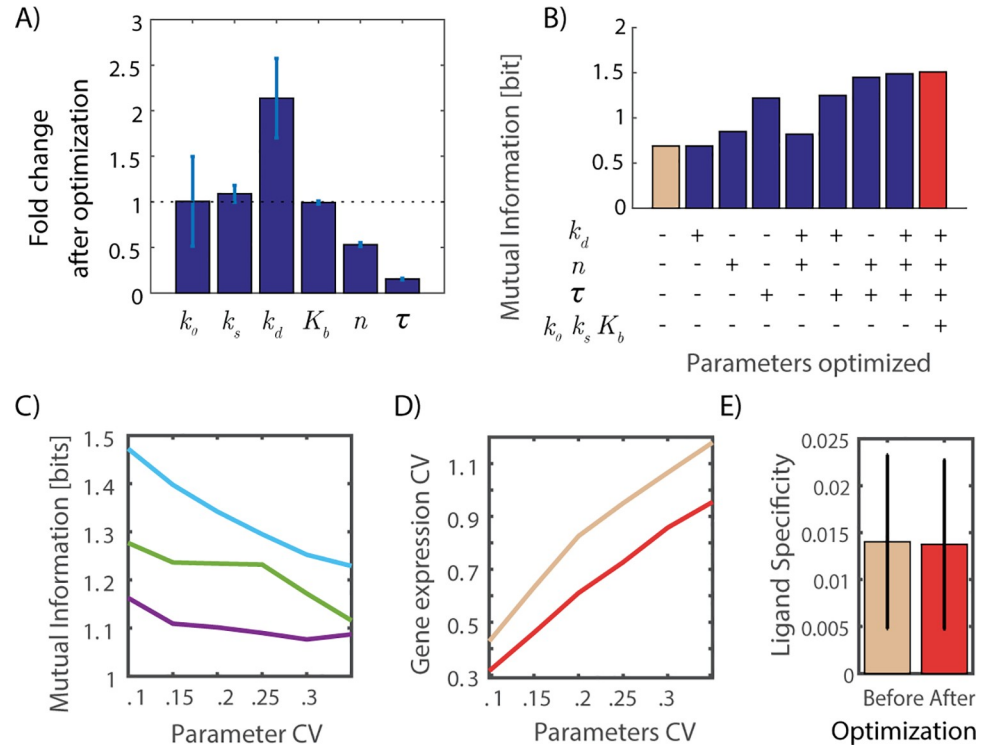 A)
Fold change
after optimization
3
2.5
2
1.5
1
0.5
0
k₀ kₛ k_d K_b n τ
B)
Mutual Information [bit]
2
1.5
1
0.5
0
k_d - + - - + + - + +
n - - + - + - + + +
τ - - - + - + + + +
k₀ kₛ K_b - - - - - - - - +
Parameters optimized
C)
Mutual Information [bits]
1.5
1.4
1.3
1.2
1.1
1
.1 .15 .2 .25 .3
Parameter CV
D)
Gene expression CV
1.1
0.9
0.7
0.5
0.3
.1 .15 .2 .25 .3
Parameters CV
E)
Ligand Specificity
0.025
0.02
0.015
0.01
0.005
0
Before After
Optimization